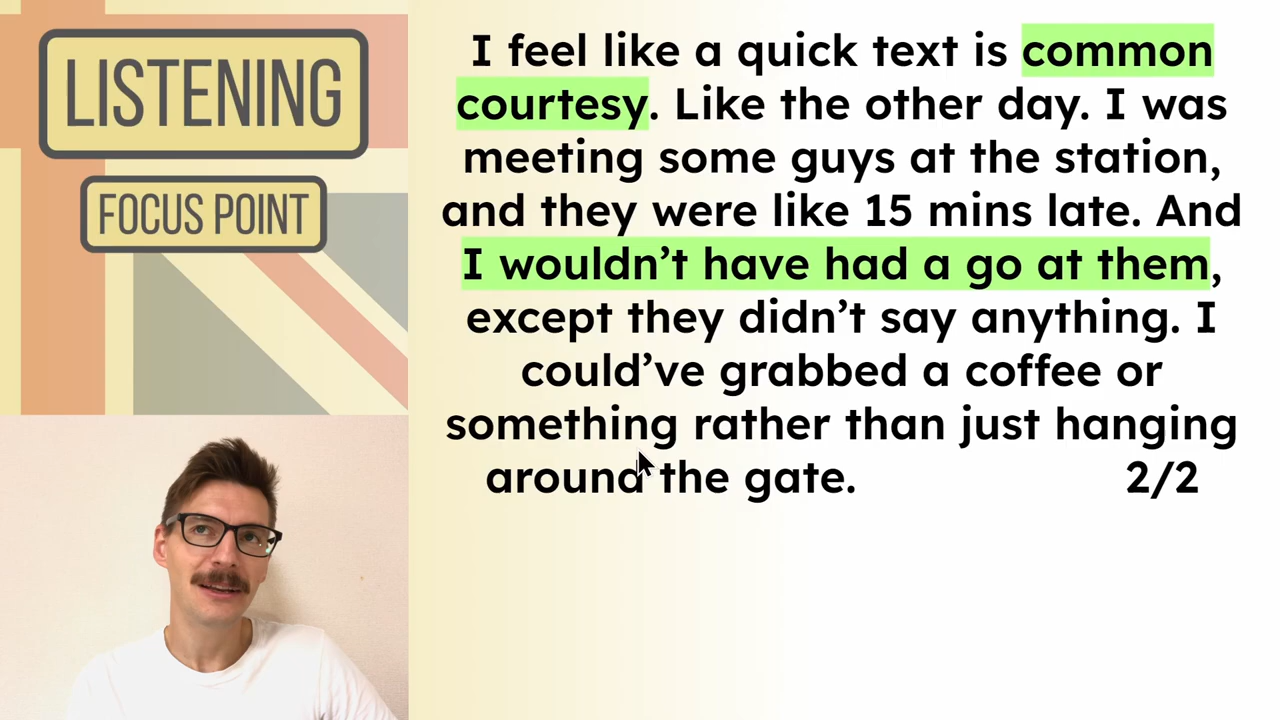 LISTENING
FOCUS POINT
I feel like a quick text is common
courtesy. Like the other day. I was
meeting some guys at the station,
and they were like 15 mins late. And
I wouldn’t have had a go at them,
except they didn’t say anything. I
could’ve grabbed a coffee or
something rather than just hanging
around the gate. 2/2